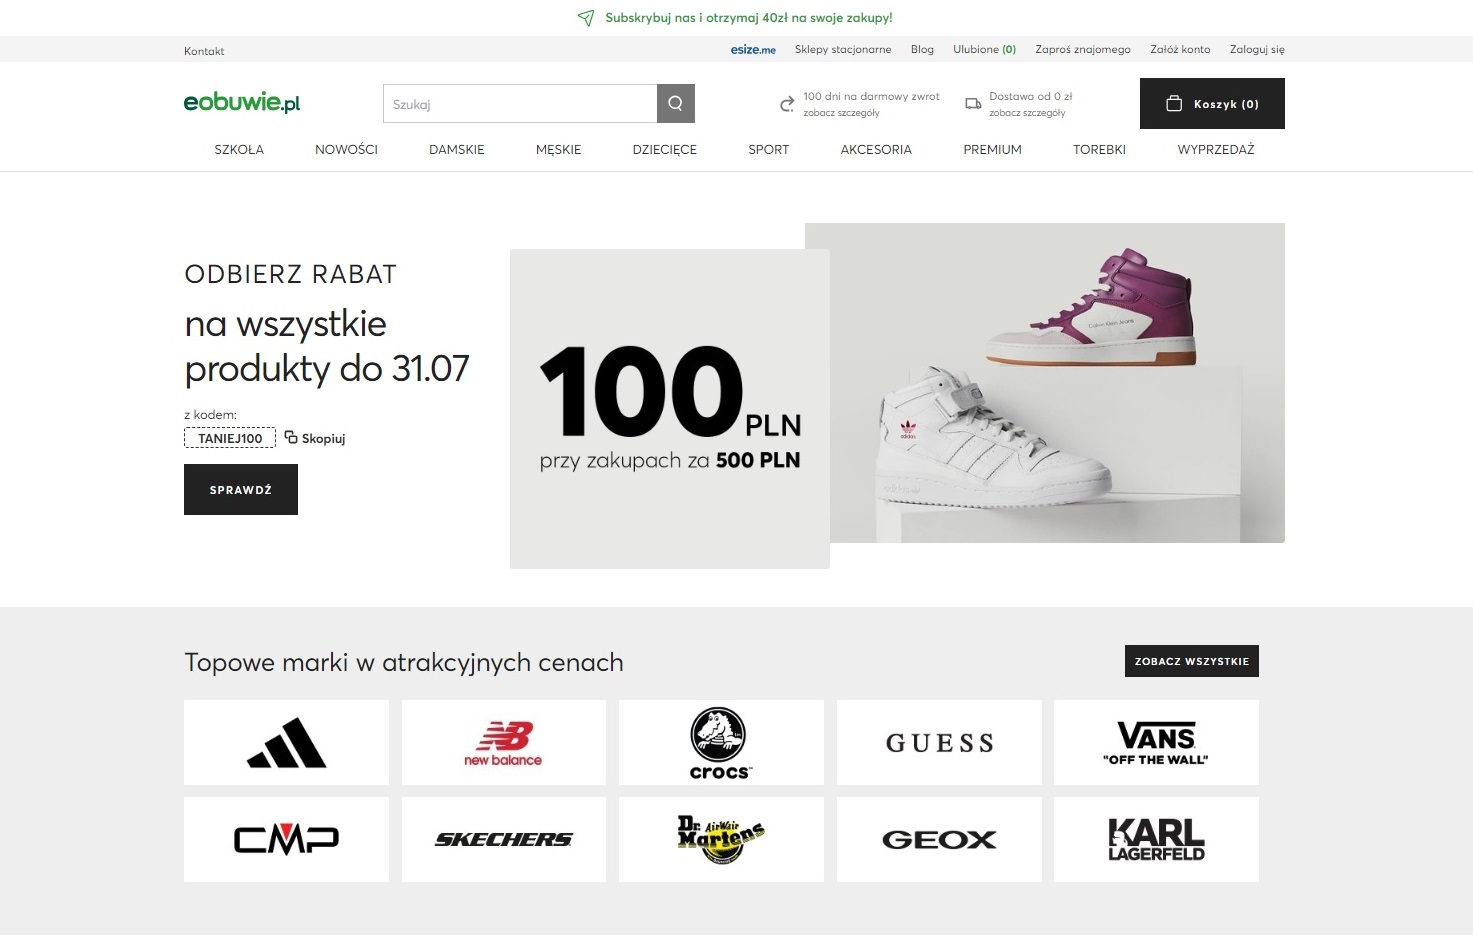 Subskrybuj nas i otrzymaj 40zł na swoje zakupy!
Kontakt
esize.me
Sklepy stacjonarne
Blog
Ulubione (0)
Zaproś znajomego
Załóż konto
Zaloguj się
eobuwie.pl
Szukaj
100 dni na darmowy zwrot
zobacz szczegóły
Dostawa od 0 zł
zobacz szczegóły
Koszyk (0)
SZKOŁA
NOWOŚCI
DAMSKIE
MĘSKIE
DZIECIĘCE
SPORT
AKCESORIA
PREMIUM
TOREBKI
WYPRZEDAŻ
ODBIERZ RABAT
na wszystkie
produkty do 31.07
z kodem:
TANIEJ100
Skopiuj
SPRAWDŹ
100 PLN
przy zakupach za 500 PLN
Calvin Klein Jeans
adidas
adidas
Topowe marki w atrakcyjnych cenach
ZOBACZ WSZYSTKIE
new balance
crocs™
GUESS
VANS
"OFF THE WALL"
CMP
SKECHERS
Dr. Martens
AirWair
GEOX
KARL
LAGERFELD